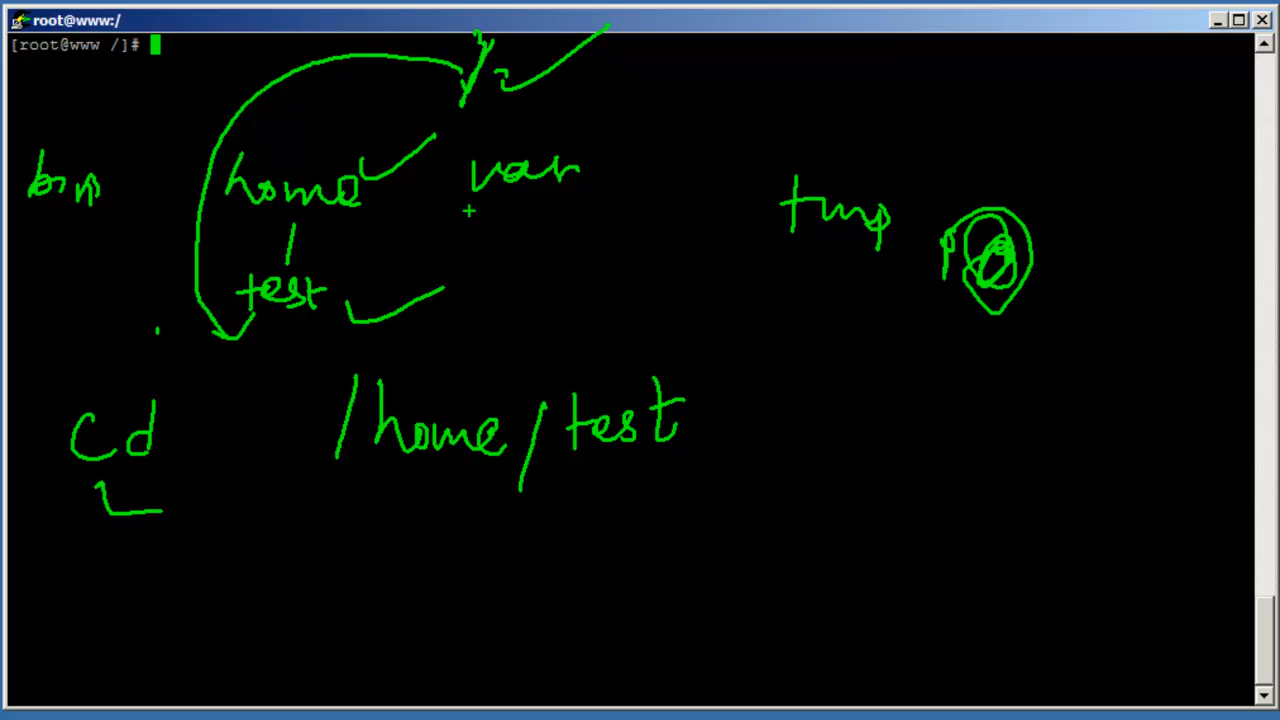 root@www:/
[root@www /]#
/
bin home var tmp
test
cd /home/test